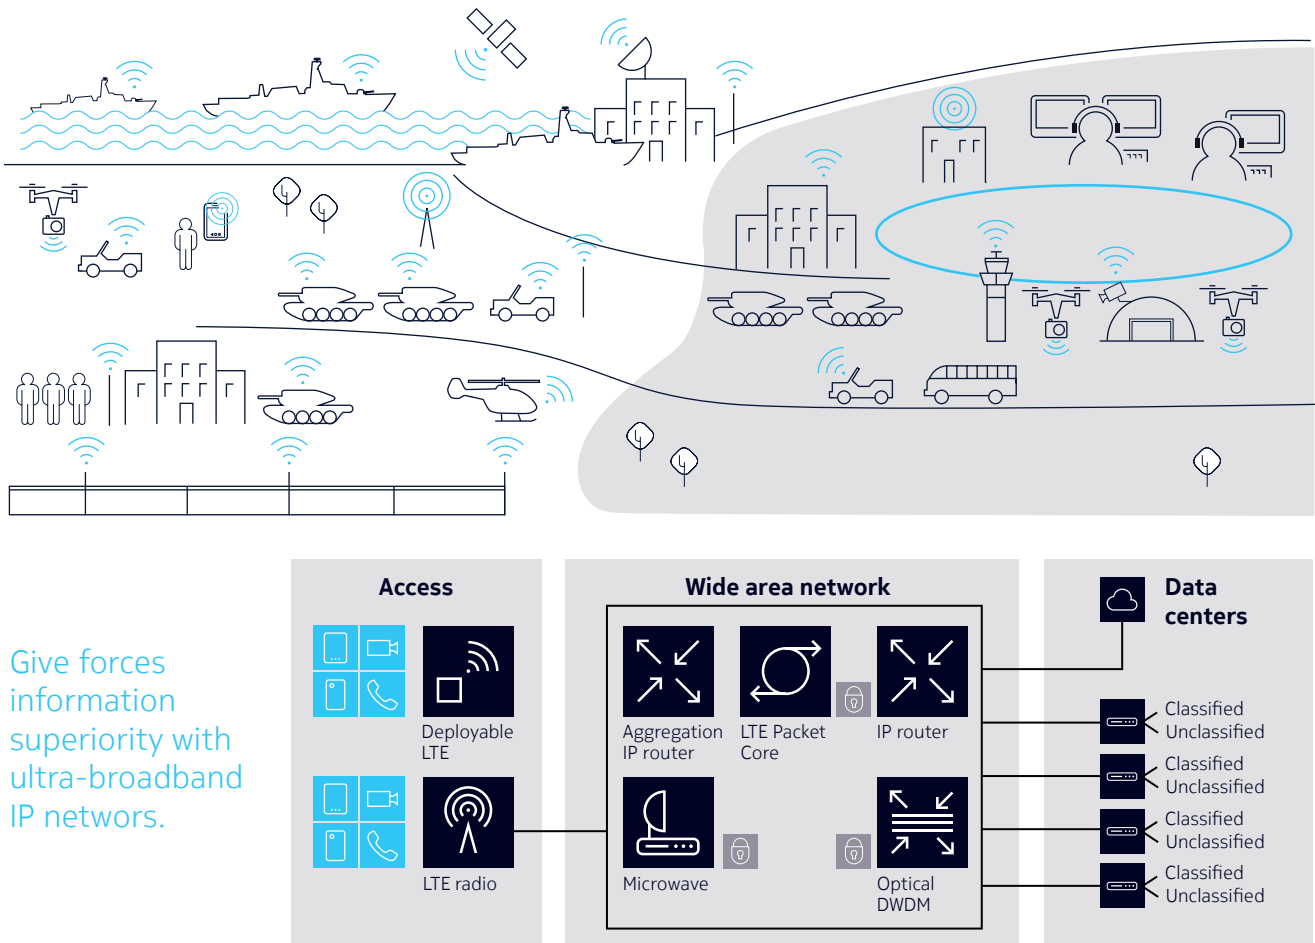 Give forces
information
superiority with
ultra-broadband
IP networs.
Access
Deployable
LTE
LTE radio
Wide area network
Aggregation
IP router
LTE Packet
Core
IP router
Microwave
Optical
DWDM
Data
centers
Classified
Unclassified
Classified
Unclassified
Classified
Unclassified
Classified
Unclassified